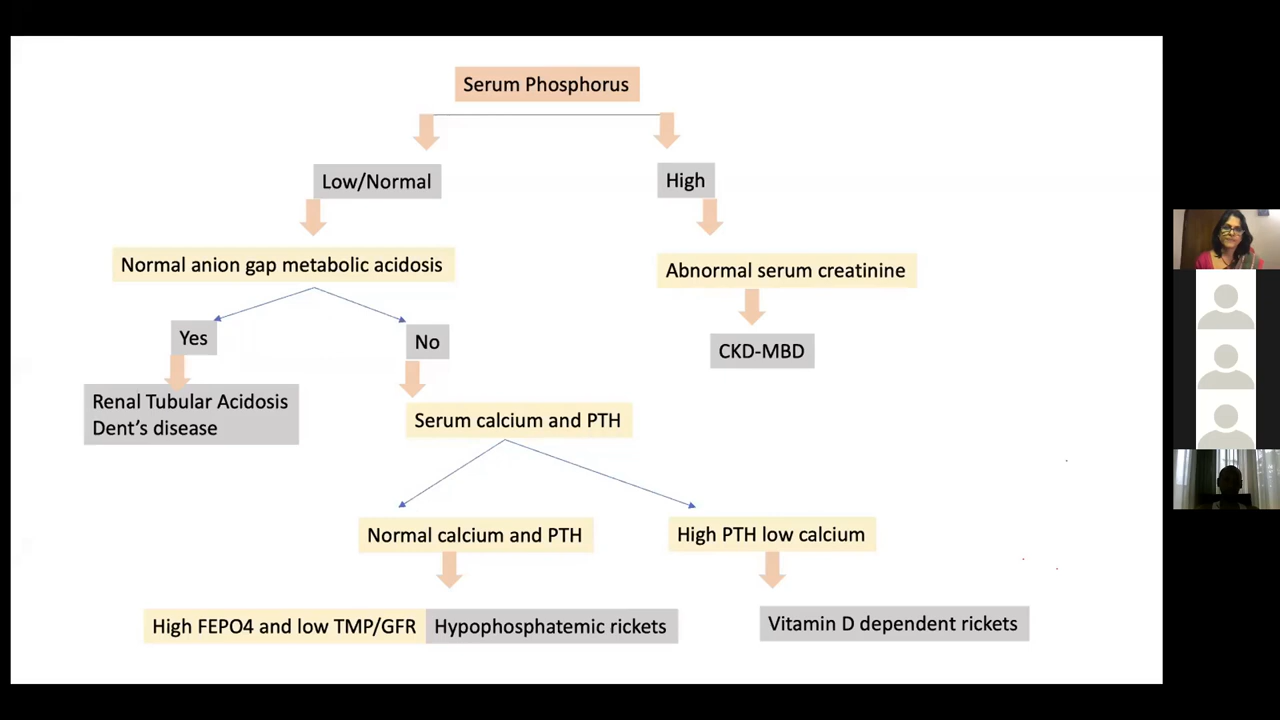 Serum Phosphorus
Low/Normal
High
Normal anion gap metabolic acidosis
Abnormal serum creatinine
Yes
No
CKD-MBD
Renal Tubular Acidosis
Dent’s disease
Serum calcium and PTH
Normal calcium and PTH
High PTH low calcium
High FEPO4 and low TMP/GFR
Hypophosphatemic rickets
Vitamin D dependent rickets